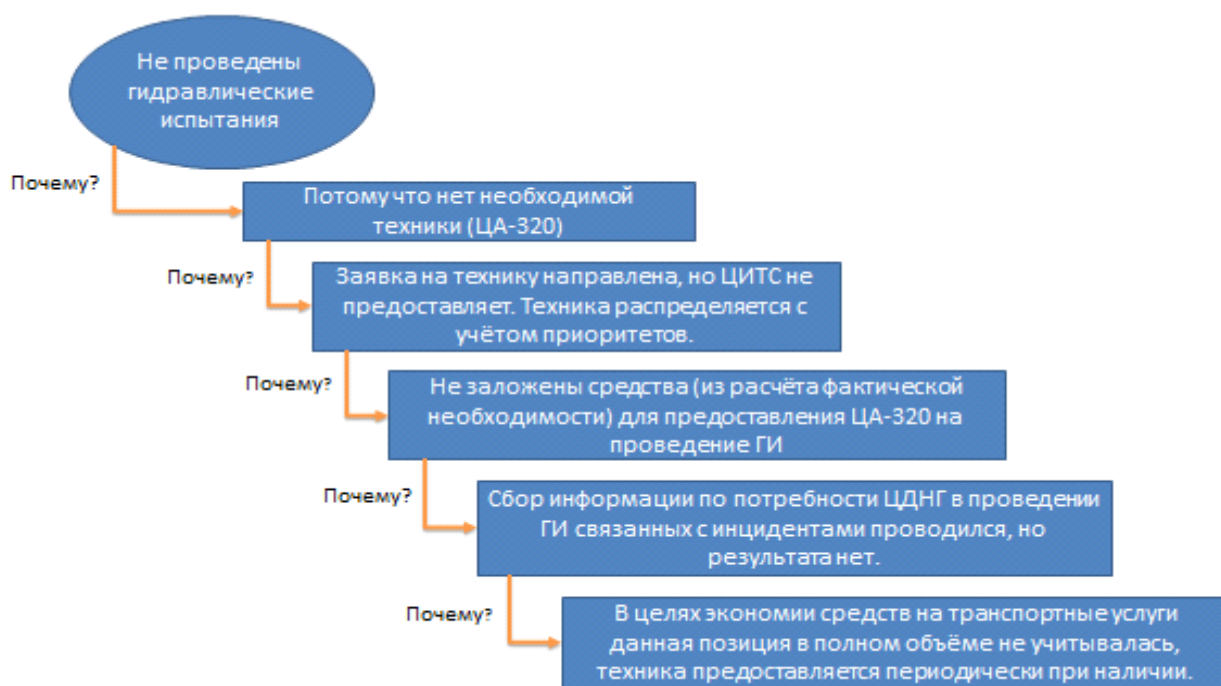 Не проведены
гидравлические
испытания
Почему?
Потому что нет необходимой
техники (ЦА-320)
Почему?
Заявка на технику направлена, но ЦИТС не
предоставляет. Техника распределяется с
учётом приоритетов.
Почему?
Не заложены средства (из расчёта фактической
необходимости) для предоставления ЦА-320 на
проведение ГИ
Почему?
Сбор информации по потребности ЦДНГ в проведении
ГИ связанных с инцидентами проводился, но
результата нет.
Почему?
В целях экономии средств на транспортные услуги
данная позиция в полном объёме не учитывалась,
техника предоставляется периодически при наличии.